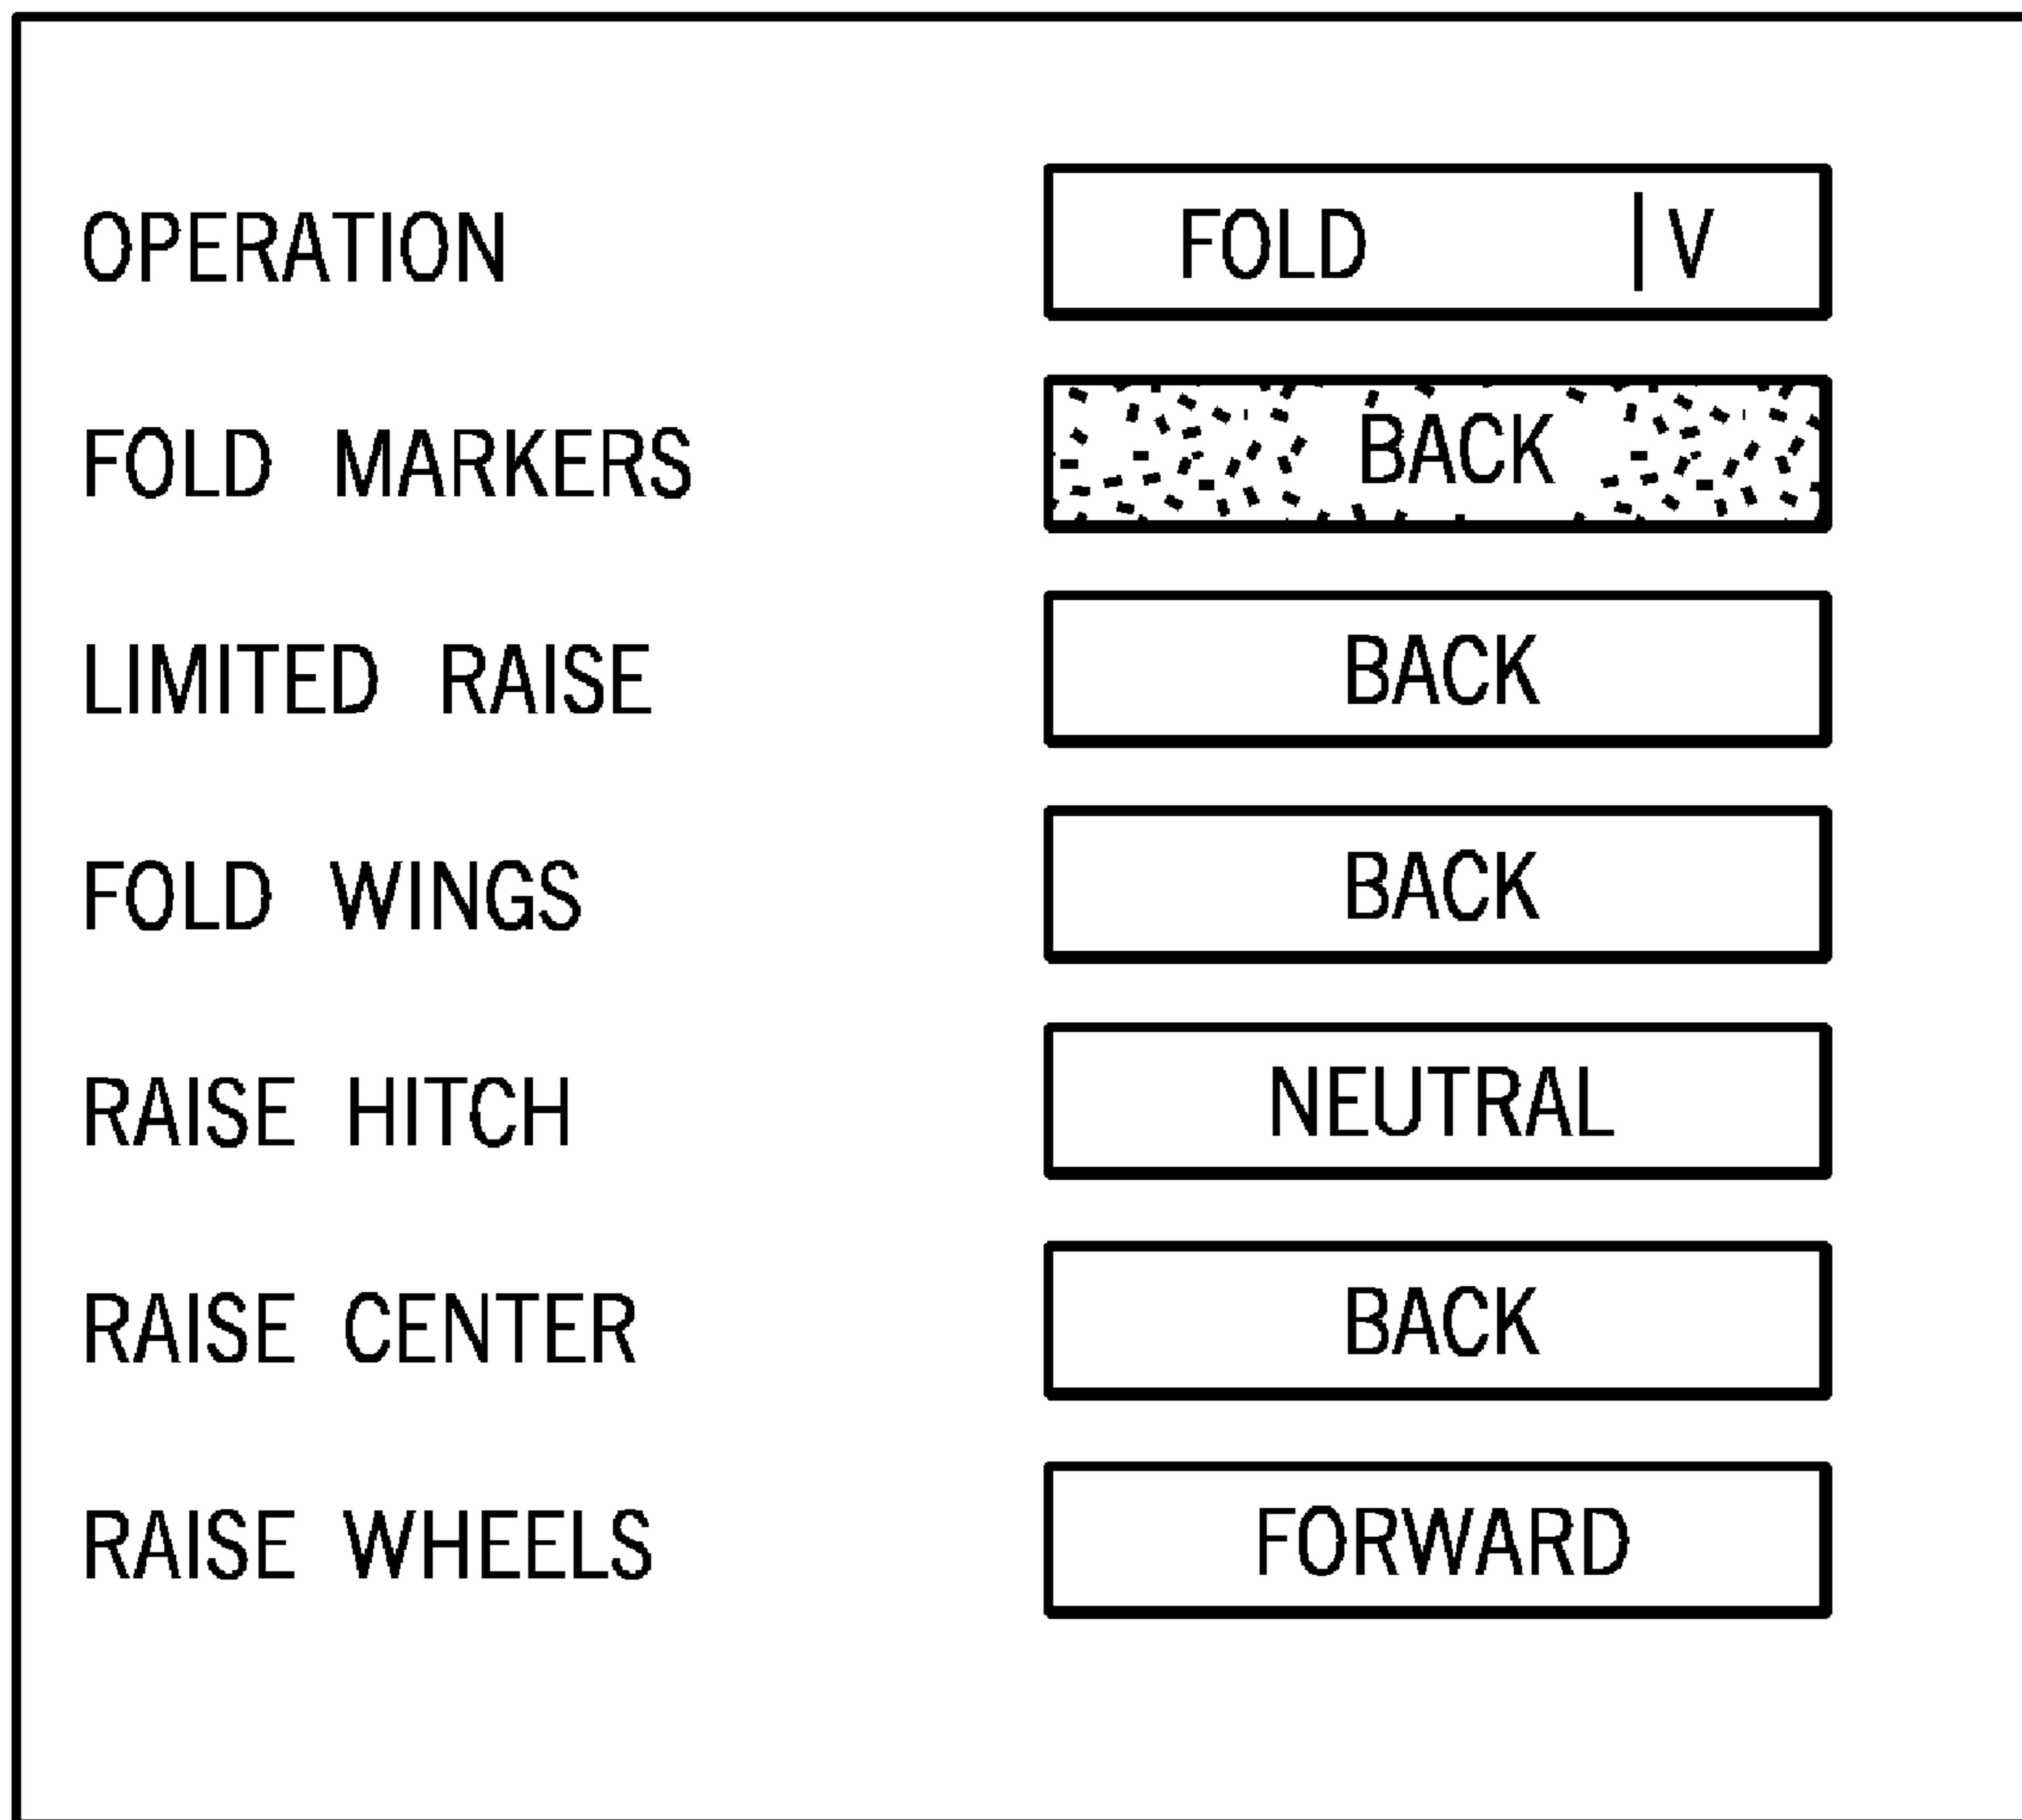 OPERATION FOLD |V
FOLD MARKERS BACK
LIMITED RAISE BACK
FOLD WINGS BACK
RAISE HITCH NEUTRAL
RAISE CENTER BACK
RAISE WHEELS FORWARD